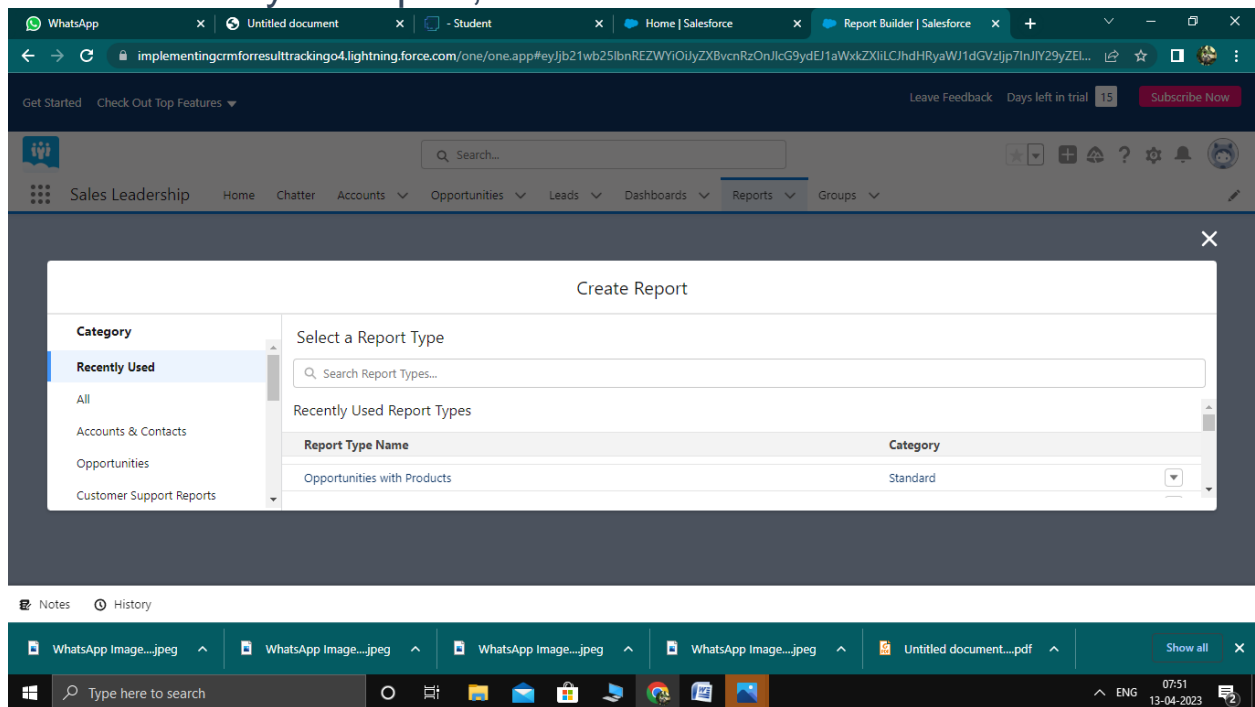 WhatsApp
Untitled document
- Student
Home | Salesforce
Report Builder | Salesforce
implementingcrmforresulttrackingo4.lightning.force.com/one/one.app#
Get Started Check Out Top Features
Leave Feedback Days left in trial 15 Subscribe Now
Search...
Sales Leadership Home Chatter Accounts Opportunities Leads Dashboards Reports Groups
Create Report
Category
Recently Used
All
Accounts & Contacts
Opportunities
Customer Support Reports
Select a Report Type
Search Report Types...
Recently Used Report Types
Report Type Name Category
Opportunities with Products Standard
Notes History
WhatsApp Image....jpeg WhatsApp Image....jpeg WhatsApp Image....jpeg WhatsApp Image....jpeg Untitled document....pdf Show all
Type here to search
ENG
07:51
13-04-2023
2